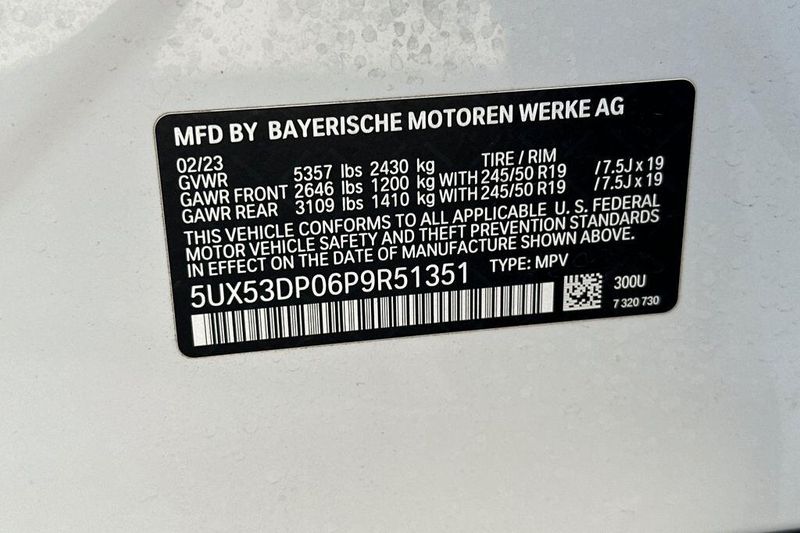 MFD BY BAYERISCHE MOTOREN WERKE AG
02/23 TIRE / RIM
GVWR 5357 lbs 2430 kg
GAWR FRONT 2646 lbs 1200 kg WITH 245/50 R19 / 7.5J x 19
GAWR REAR 3109 lbs 1410 kg WITH 245/50 R19 / 7.5J x 19
THIS VEHICLE CONFORMS TO ALL APPLICABLE U. S. FEDERAL
MOTOR VEHICLE SAFETY AND THEFT PREVENTION STANDARDS
IN EFFECT ON THE DATE OF MANUFACTURE SHOWN ABOVE.
5UX53DP06P9R51351 TYPE: MPV
300U
7 320 730